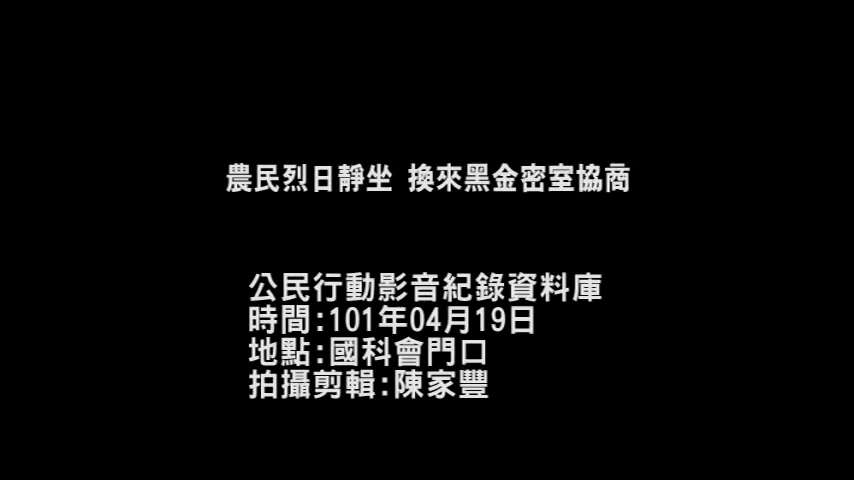 農民烈日靜坐 換來黑金密室協商
公民行動影音紀錄資料庫
時間:101年04月19日
地點:國科會門口
拍攝剪輯:陳家豐